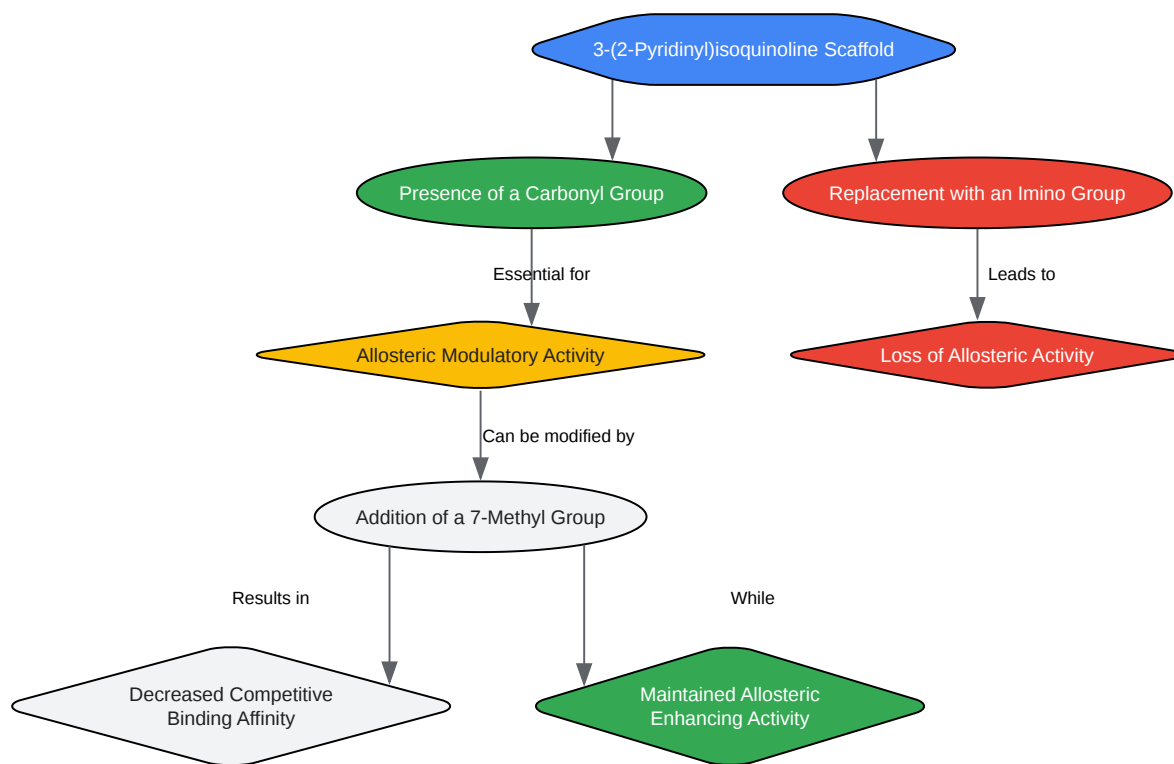 3-(2-Pyridinyl)isoquinoline Scaffold
Presence of a Carbonyl Group
Replacement with an Imino Group
Essential for
Leads to
Allosteric Modulatory Activity
Loss of Allosteric Activity
Can be modified by
Addition of a 7-Methyl Group
Results in
While
Decreased Competitive
Binding Affinity
Maintained Allosteric
Enhancing Activity